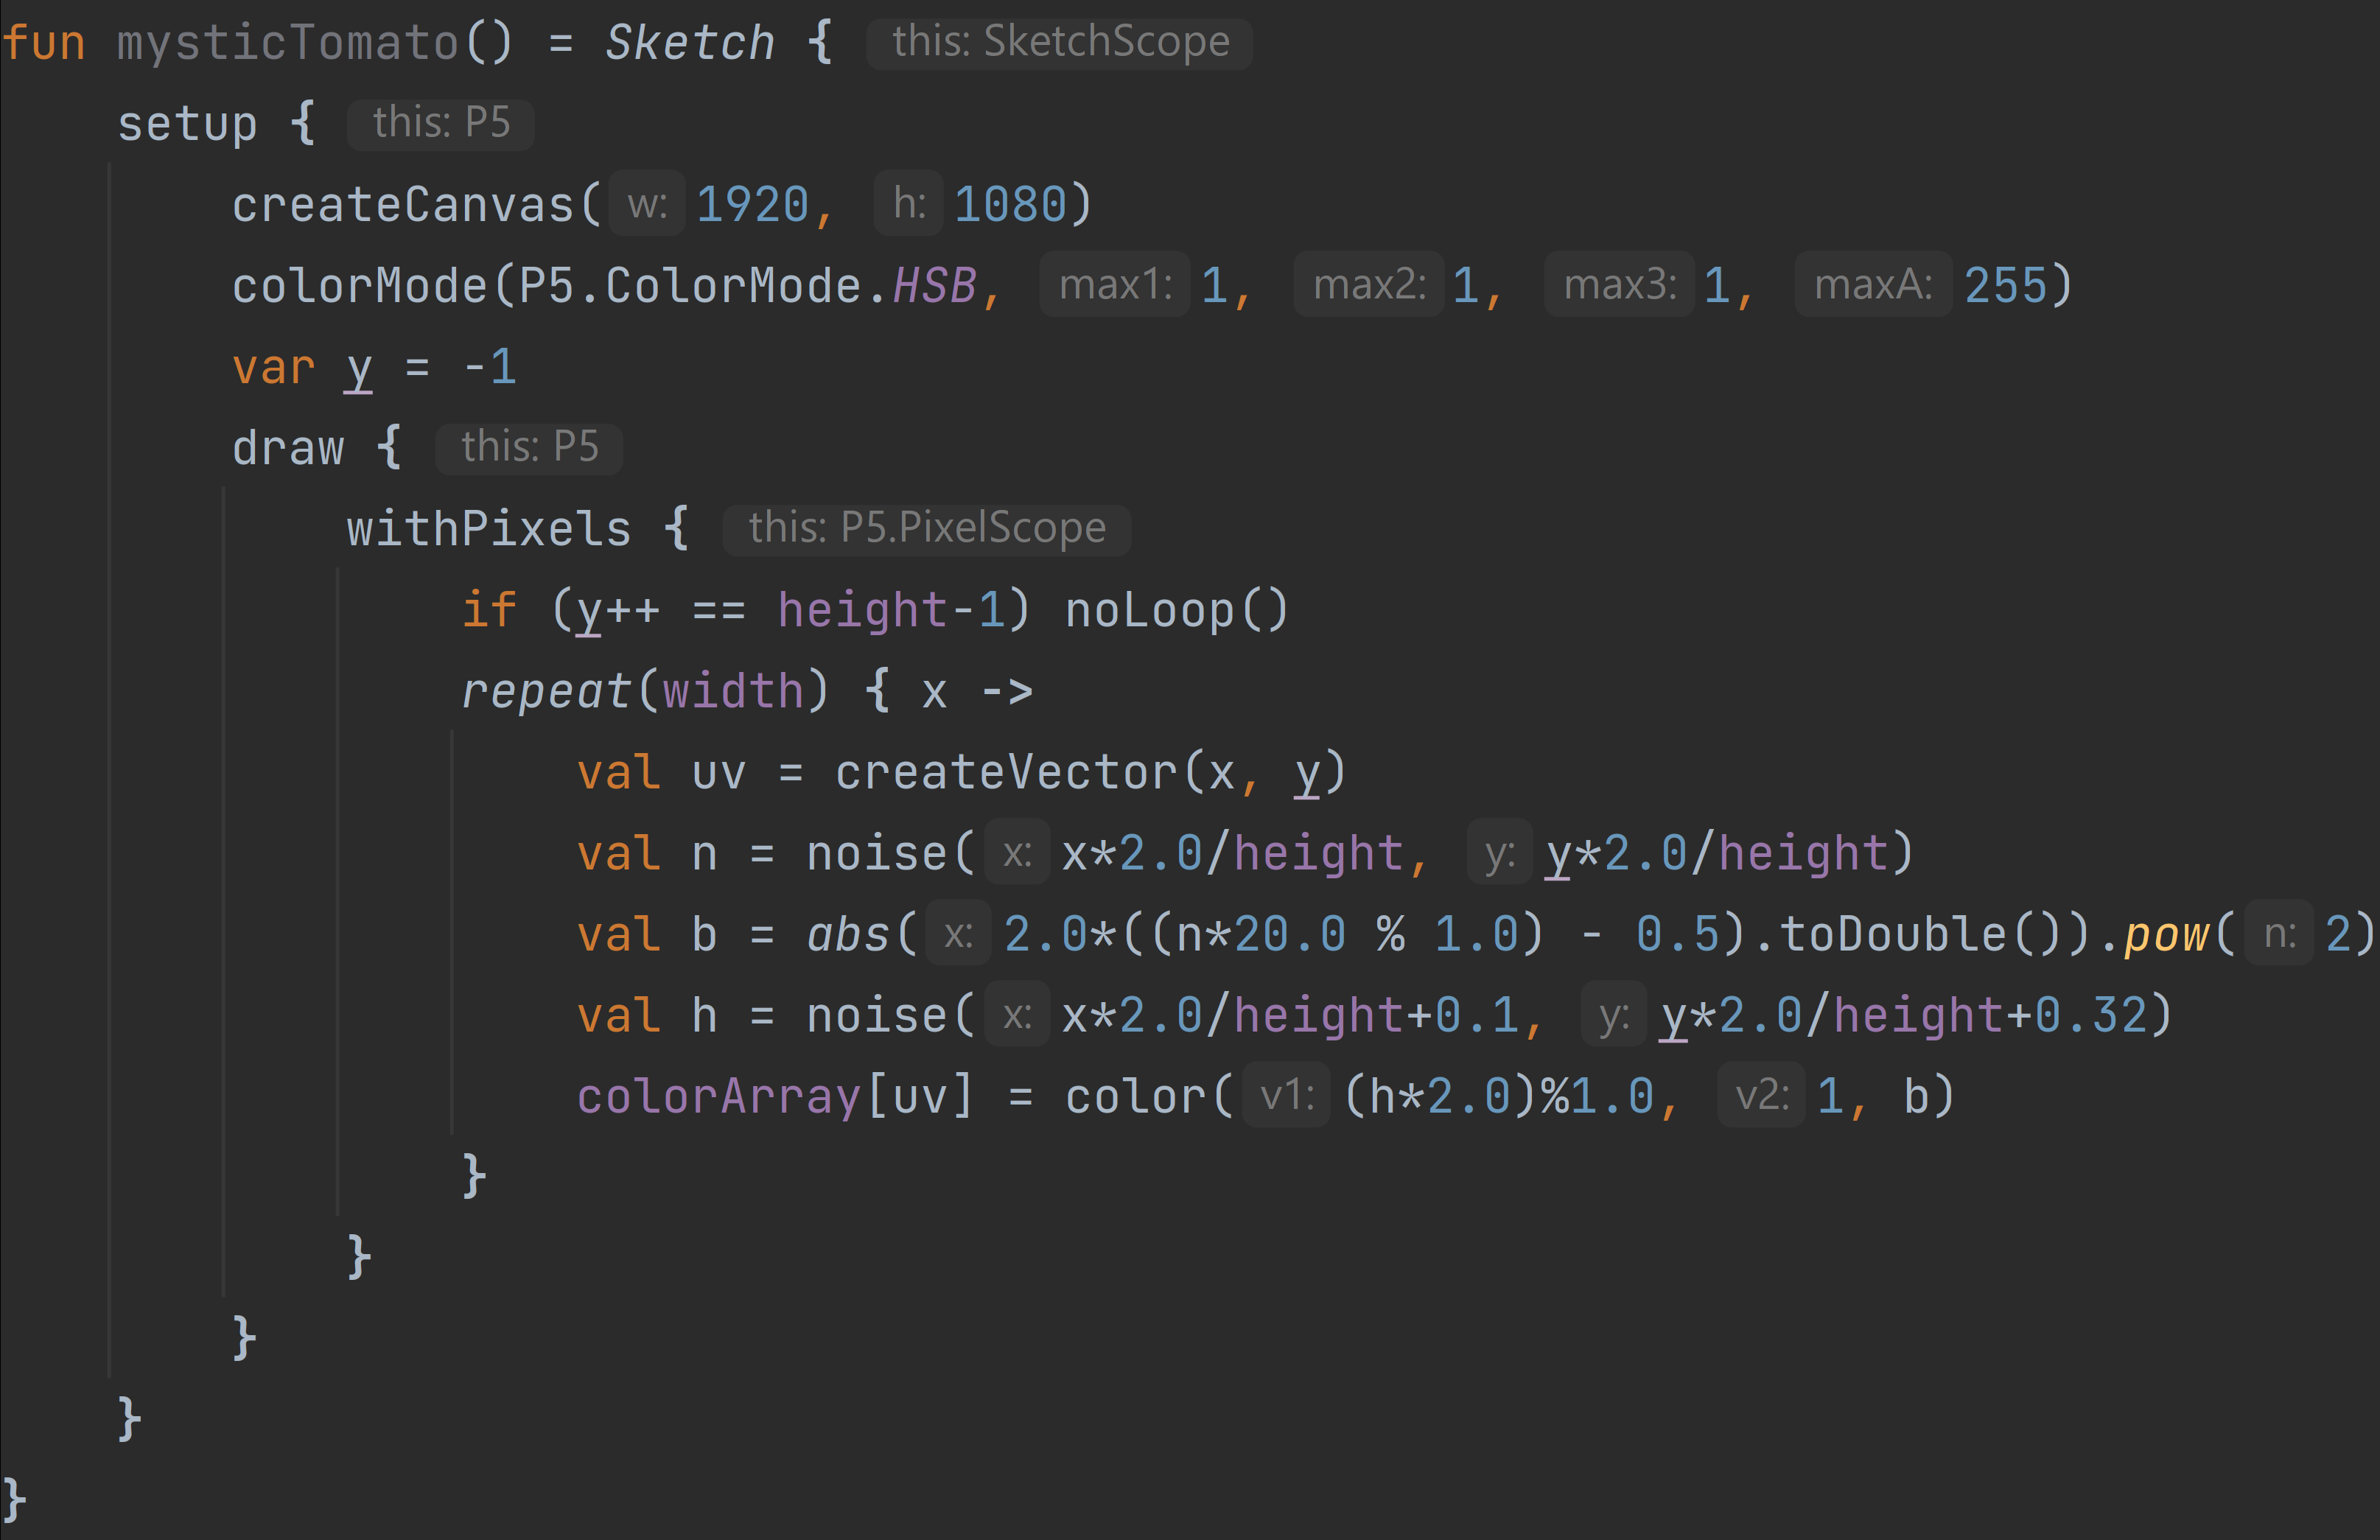 fun mysticTomato() = Sketch { this: SketchScope
setup { this: P5
createCanvas( w: 1920, h: 1080)
colorMode(P5.ColorMode.HSB, max1: 1, max2: 1, max3: 1, maxA: 255)
var y = -1
draw { this: P5
withPixels { this: P5.PixelScope
if (y++ == height-1) noLoop()
repeat(width) { x ->
val uv = createVector(x, y)
val n = noise( x: x*2.0/height, y: y*2.0/height)
val b = abs( x: 2.0*((n*20.0 % 1.0) - 0.5).toDouble()).pow( n: 2)
val h = noise( x: x*2.0/height+0.1, y: y*2.0/height+0.32)
colorArray[uv] = color( v1: (h*2.0)%1.0, v2: 1, b)
}
}
}
}
}